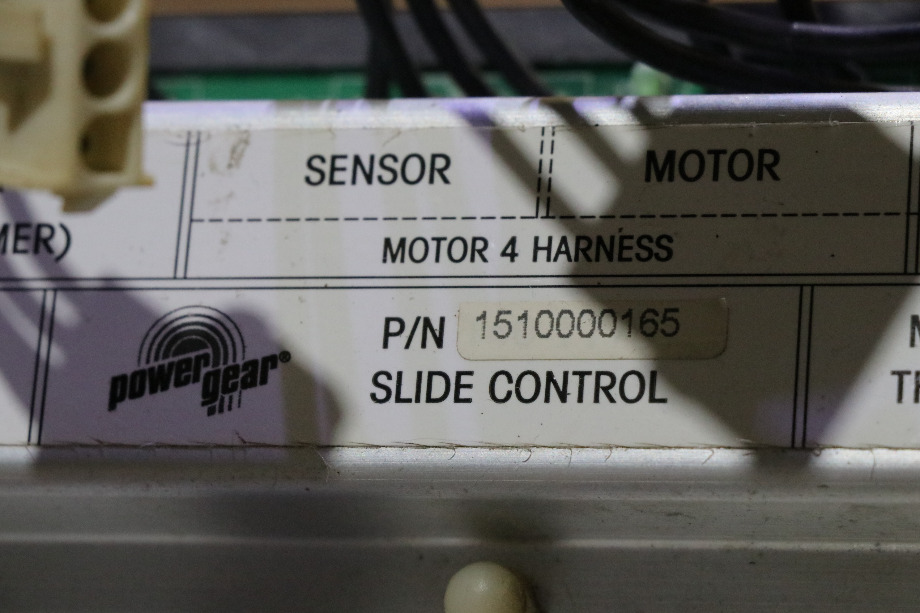 SENSOR MOTOR
MER) MOTOR 4 HARNESS
power gear® P/N 1510000165
SLIDE CONTROL